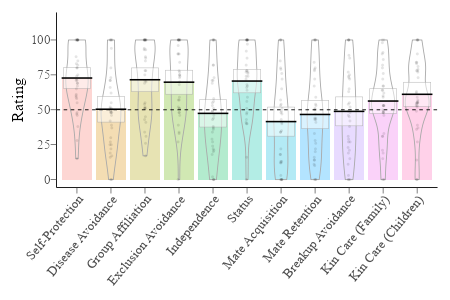 Rating
100
75
50
25
0
Self-Protection
Disease Avoidance
Group Affiliation
Exclusion Avoidance
Independence
Status
Mate Acquisition
Mate Retention
Breakup Avoidance
Kin Care (Family)
Kin Care (Children)